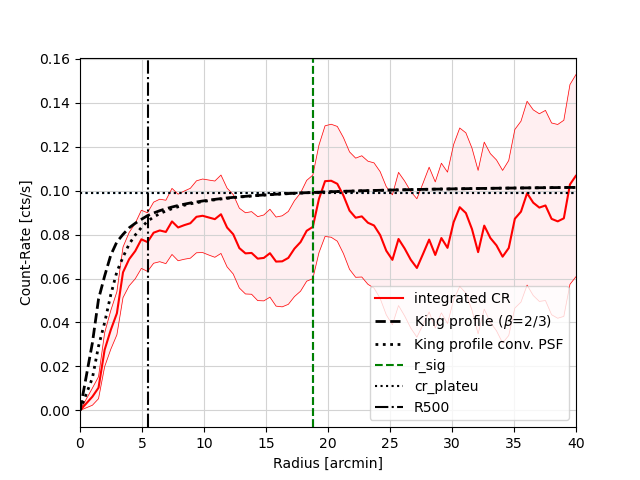 0.16
0.14
0.12
0.10
0.08
0.06
0.04
0.02
0.00
Count-Rate [cts/s]
integrated CR
King profile (β=2/3)
King profile conv. PSF
r_sig
cr_plateu
R500
0 5 10 15 20 25 30 35 40
Radius [arcmin]